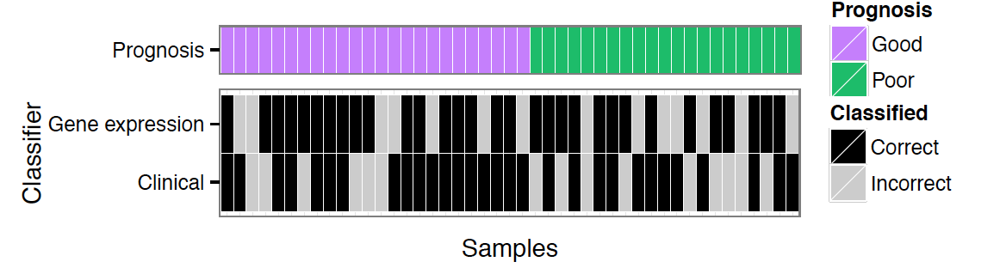 Prognosis
Prognosis
Good
Poor
Classifier
Gene expression
Clinical
Classified
Correct
Incorrect
Samples